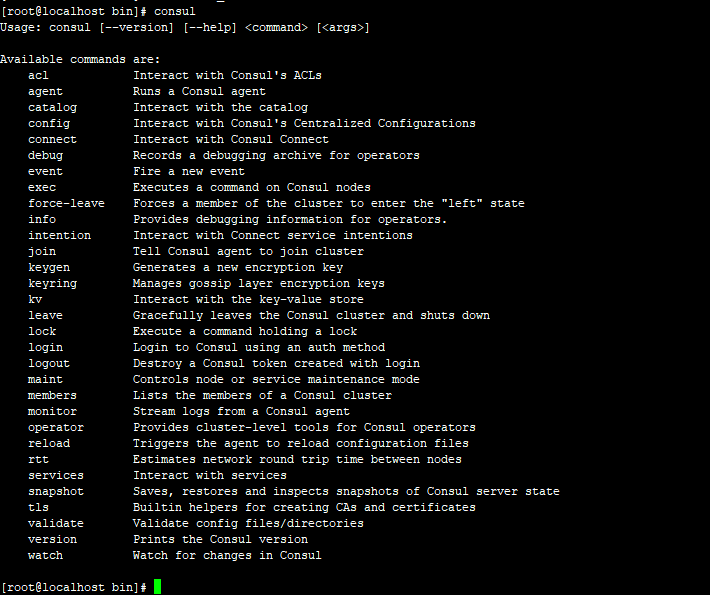 [root@localhost bin]# consul
Usage: consul [--version] [--help] <command> [<args>]
Available commands are:
acl Interact with Consul's ACLs
agent Runs a Consul agent
catalog Interact with the catalog
config Interact with Consul's Centralized Configurations
connect Interact with Consul Connect
debug Records a debugging archive for operators
event Fire a new event
exec Executes a command on Consul nodes
force-leave Forces a member of the cluster to enter the "left" state
info Provides debugging information for operators.
intention Interact with Connect service intentions
join Tell Consul agent to join cluster
keygen Generates a new encryption key
keyring Manages gossip layer encryption keys
kv Interact with the key-value store
leave Gracefully leaves the Consul cluster and shuts down
lock Execute a command holding a lock
login Login to Consul using an auth method
logout Destroy a Consul token created with login
maint Controls node or service maintenance mode
members Lists the members of a Consul cluster
monitor Stream logs from a Consul agent
operator Provides cluster-level tools for Consul operators
reload Triggers the agent to reload configuration files
rtt Estimates network round trip time between nodes
services Interact with services
snapshot Saves, restores and inspects snapshots of Consul server state
tls Builtin helpers for creating CAs and certificates
validate Validate config files/directories
version Prints the Consul version
watch Watch for changes in Consul
[root@localhost bin]#